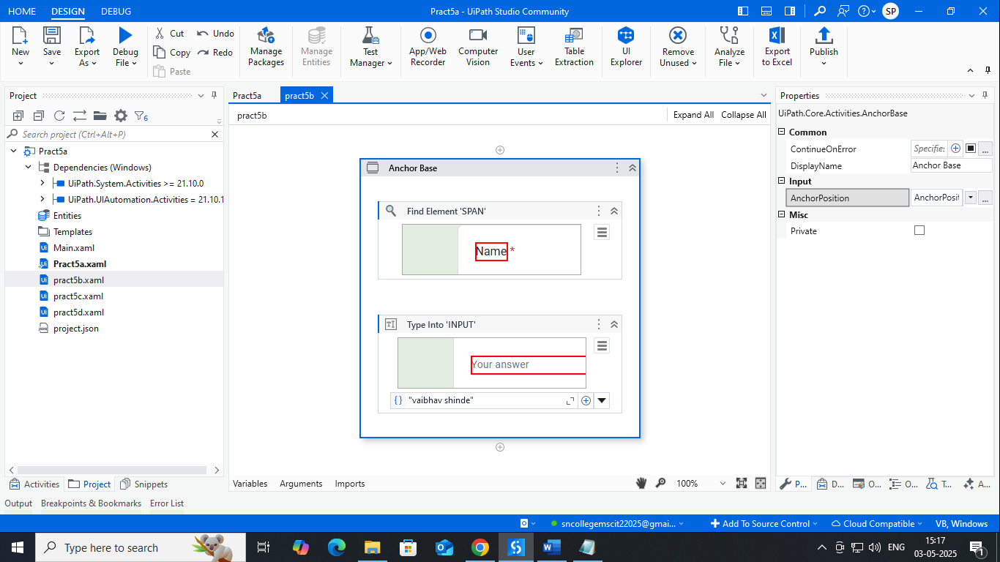 HOME DESIGN DEBUG Pract5a - UiPath Studio Community SP
New Save Export As Debug File Cut Copy Paste Undo Redo Manage Packages Manage Entities Test Manager App/Web Recorder Computer Vision User Events Table Extraction UI Explorer Remove Unused Analyze File Export to Excel Publish
Project
6
Search project (Ctrl+Alt+P)
Pract5a
Dependencies (Windows)
UiPath.System.Activities >= 21.10.0
UiPath.UIAutomation.Activities = 21.10.1
Entities
Templates
Main.xaml
Pract5a.xaml
pract5b.xaml
pract5c.xaml
pract5d.xaml
project.json
Activities Project Snippets
Pract5a pract5b
pract5b Expand All Collapse All
Anchor Base
Find Element 'SPAN'
Name *
Type Into 'INPUT'
Your answer
"vaibhav shinde"
Variables Arguments Imports 100%
Properties
UiPath.Core.Activities.AnchorBase
Common
ContinueOnError Specifie ...
DisplayName Anchor Base
Input
AnchorPosition AnchorPosit ...
Misc
Private
P... D... O... O... T... A...
Output Breakpoints & Bookmarks Error List
sncollegemscit22025@gmai... Add To Source Control Cloud Compatible VB, Windows
Type here to search ENG 15:17
03-05-2025 1